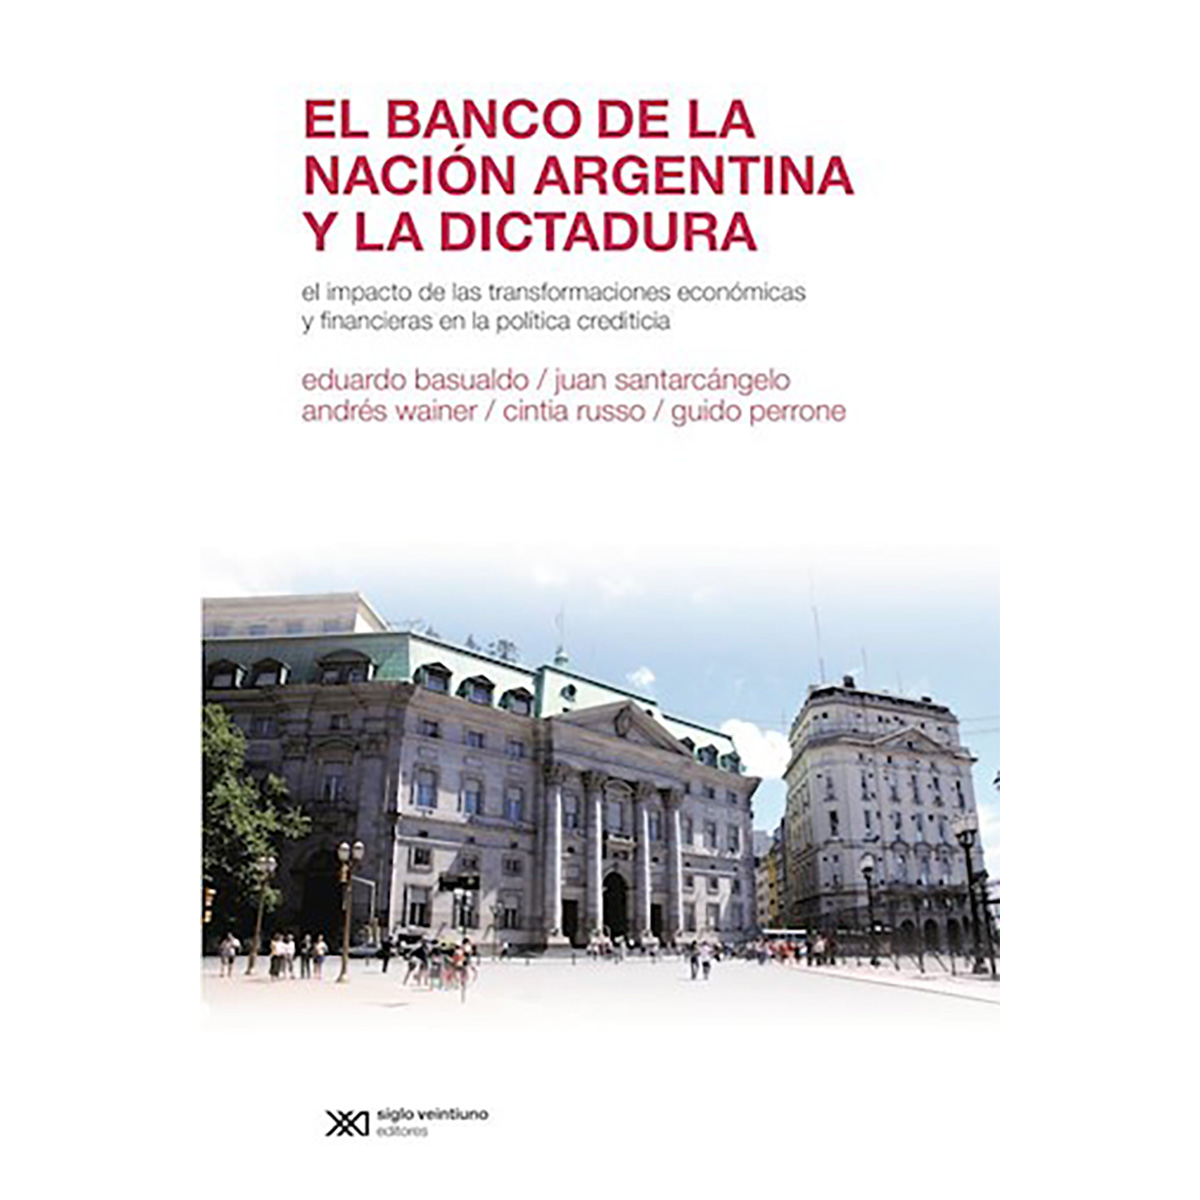 EL BANCO DE LA
NACIÓN ARGENTINA
Y LA DICTADURA
el impacto de las transformaciones económicas
y financieras en la política crediticia
eduardo basualdo / juan santarcángelo
andrés wainer / cintia russo / guido perrone
siglo veintiuno
editores